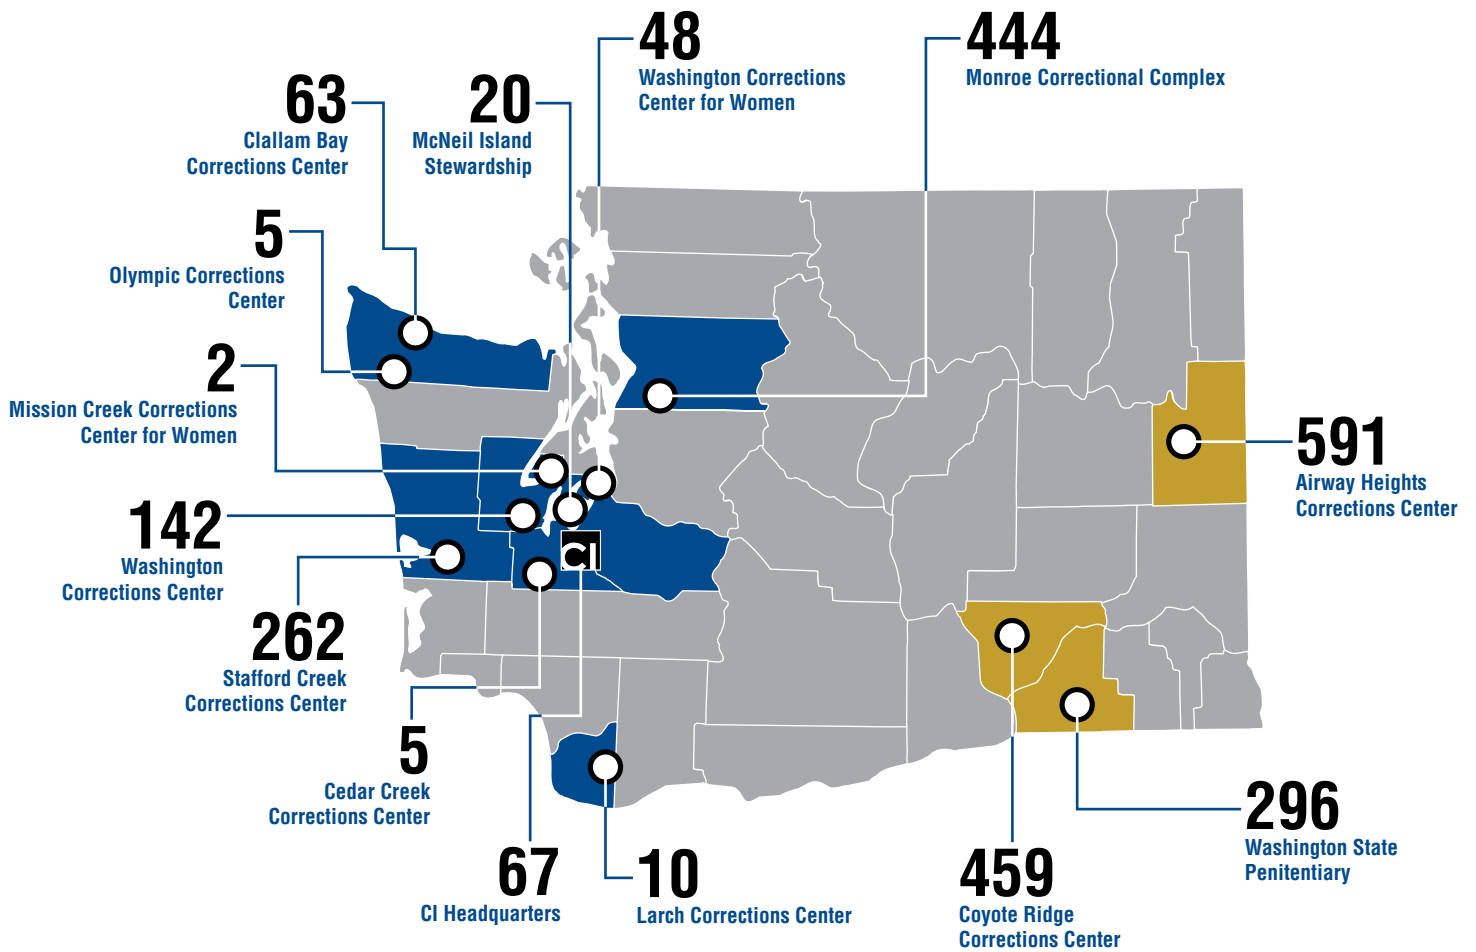 48
Washington Corrections
Center for Women
444
Monroe Correctional Complex
63
Clallam Bay
Corrections Center
20
McNeil Island
Stewardship
5
Olympic Corrections
Center
2
Mission Creek Corrections
Center for Women
591
Airway Heights
Corrections Center
142
Washington
Corrections Center
CI
262
Stafford Creek
Corrections Center
5
Cedar Creek
Corrections Center
296
Washington State
Penitentiary
67
CI Headquarters
10
Larch Corrections Center
459
Coyote Ridge
Corrections Center